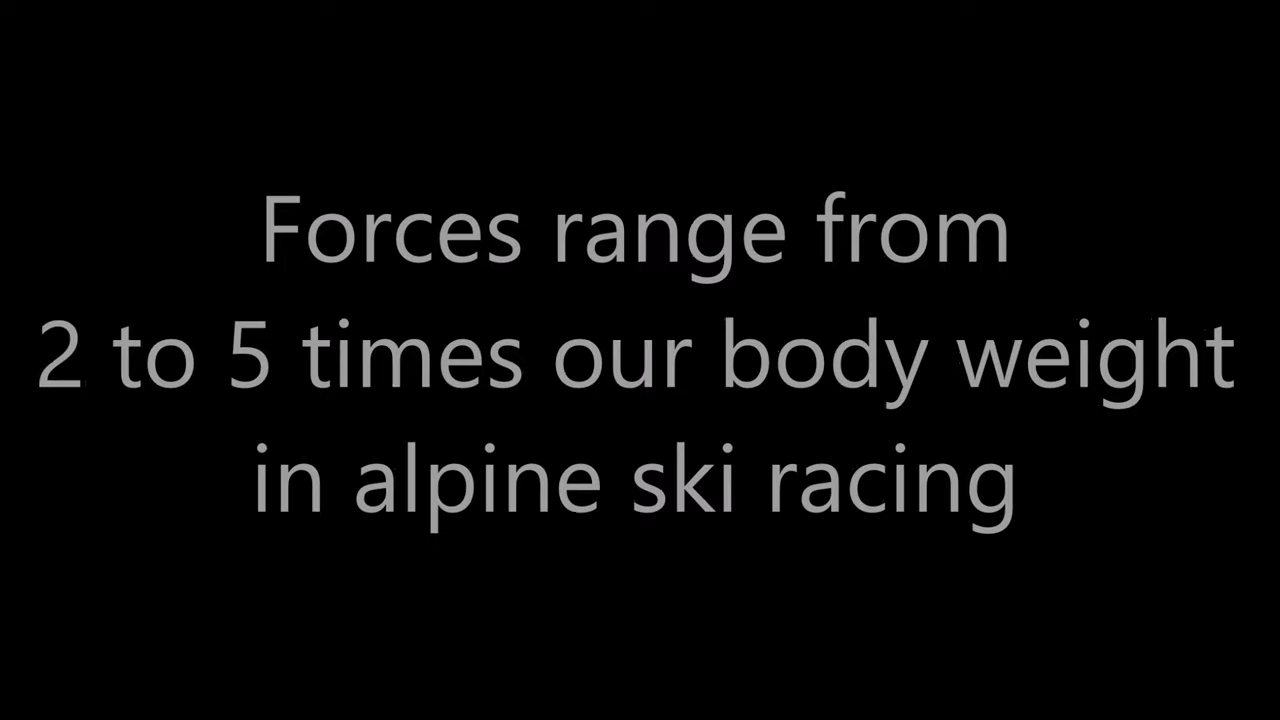 Forces range from
2 to 5 times our body weight
in alpine ski racing